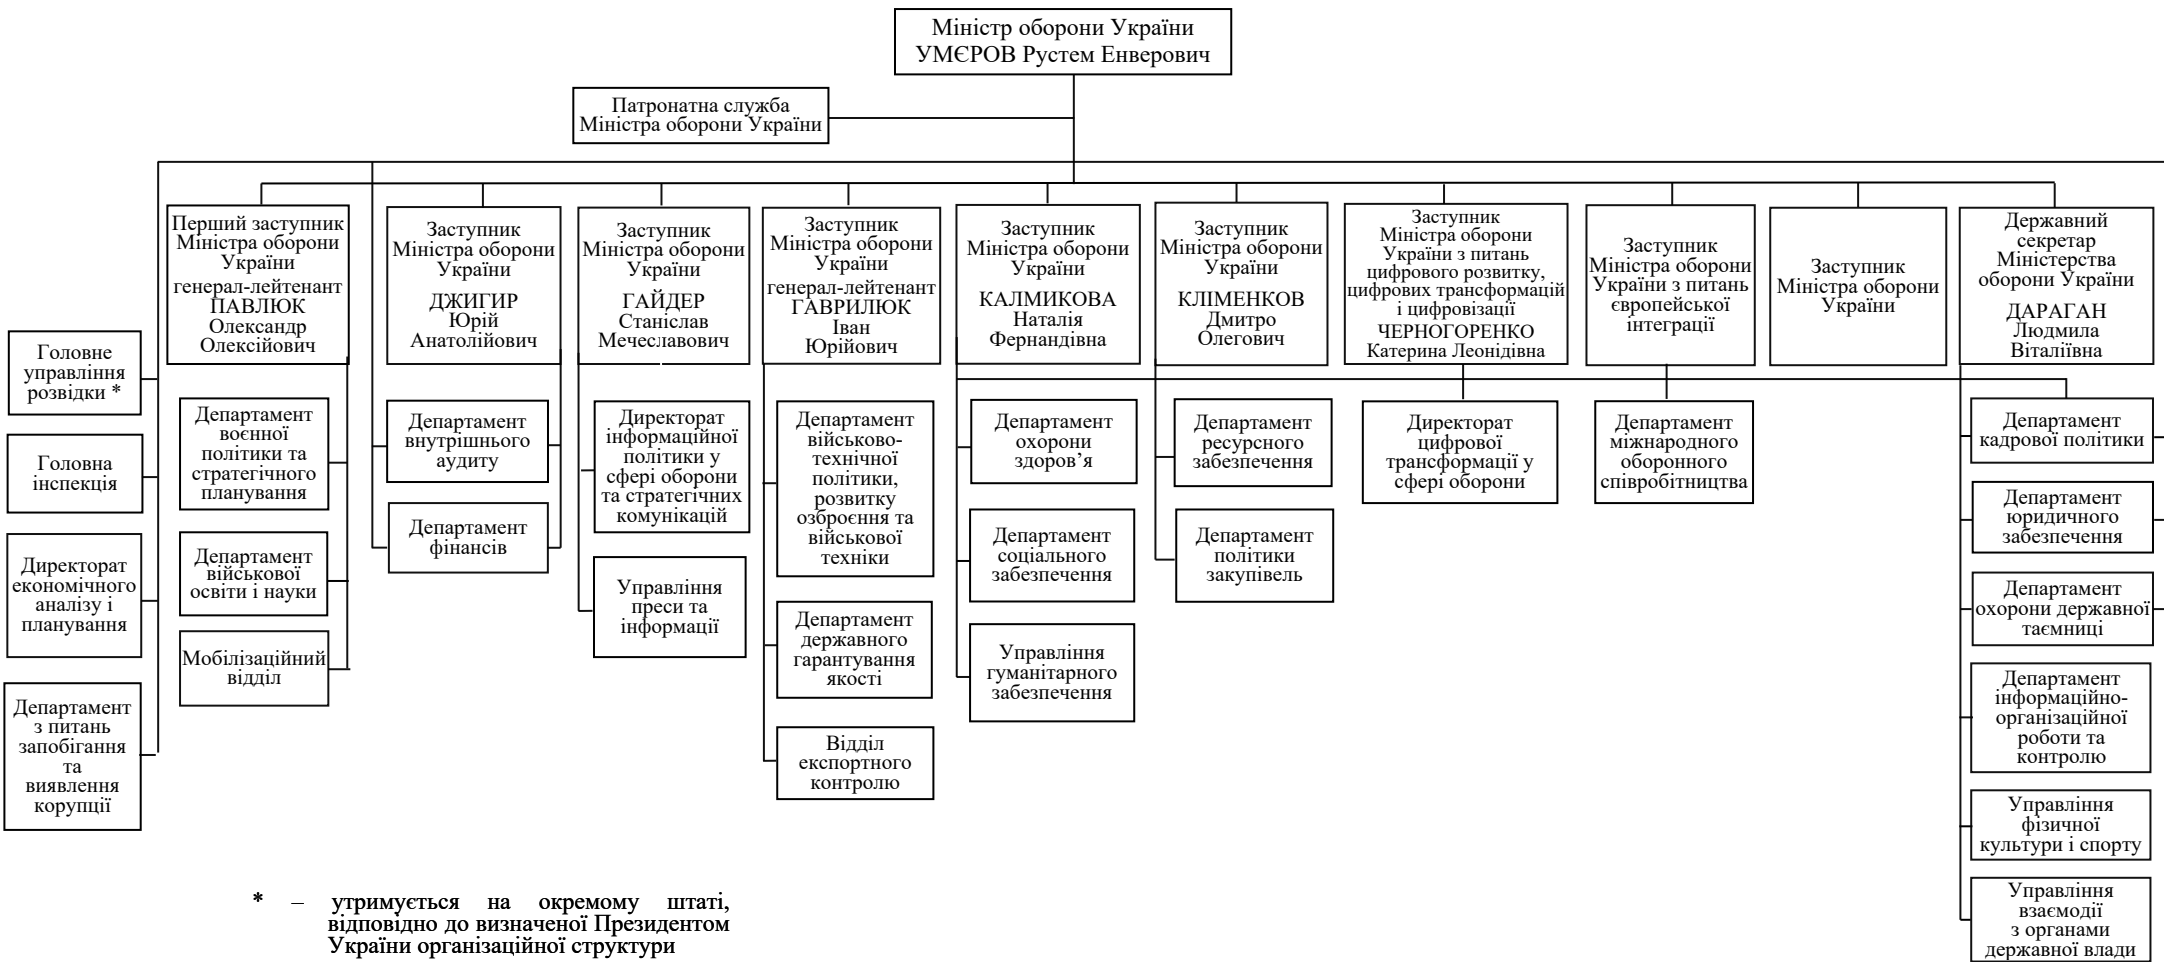 Міністр оборони України
УМЄРОВ Рустем Енверович
Патронатна служба
Міністра оборони України
Перший заступник
Міністра оборони
України
генерал-лейтенант
ПАВЛЮК
Олександр
Олексійович
Заступник
Міністра оборони
України
ДЖИГИР
Юрій
Анатолійович
Заступник
Міністра оборони
України
ГАЙДЕР
Станіслав
Мечеславович
Заступник
Міністра оборони
України
генерал-лейтенант
ГАВРИЛЮК
Іван
Юрійович
Заступник
Міністра оборони
України
КАЛМИКОВА
Наталія
Фернандівна
Заступник
Міністра оборони
України
КЛІМЕНКОВ
Дмитро
Олегович
Заступник
Міністра оборони
України з питань
цифрового розвитку,
цифрових трансформацій
і цифровізації
ЧЕРНОГОРЕНКО
Катерина Леонідівна
Заступник
Міністра оборони
України з питань
європейської
інтеграції
Заступник
Міністра оборони
України
Державний
секретар
Міністерства
оборони України
ДАРАГАН
Людмила
Віталіївна
Головне
управління
розвідки *
Головна
інспекція
Директорат
економічного
аналізу і
планування
Департамент
з питань
запобігання
та
виявлення
корупції
Департамент
воєнної
політики та
стратегічного
планування
Департамент
військової
освіти і науки
Мобілізаційний
відділ
Департамент
внутрішнього
аудиту
Департамент
фінансів
Директорат
інформаційної
політики у
сфері оборони
та стратегічних
комунікацій
Управління
преси та
інформації
Департамент
військово-
технічної
політики,
розвитку
озброєння та
військової
техніки
Департамент
державного
гарантування
якості
Відділ
експортного
контролю
Департамент
охорони
здоров’я
Департамент
соціального
забезпечення
Управління
гуманітарного
забезпечення
Департамент
ресурсного
забезпечення
Департамент
політики
закупівель
Директорат
цифрової
трансформації у
сфері оборони
Департамент
міжнародного
оборонного
співробітництва
Департамент
кадрової політики
Департамент
юридичного
забезпечення
Департамент
охорони державної
таємниці
Департамент
інформаційно-
організаційної
роботи та
контролю
Управління
фізичної
культури і спорту
Управління
взаємодії
з органами
державної влади
* – утримується на окремому штаті,
відповідно до визначеної Президентом
України організаційної структури